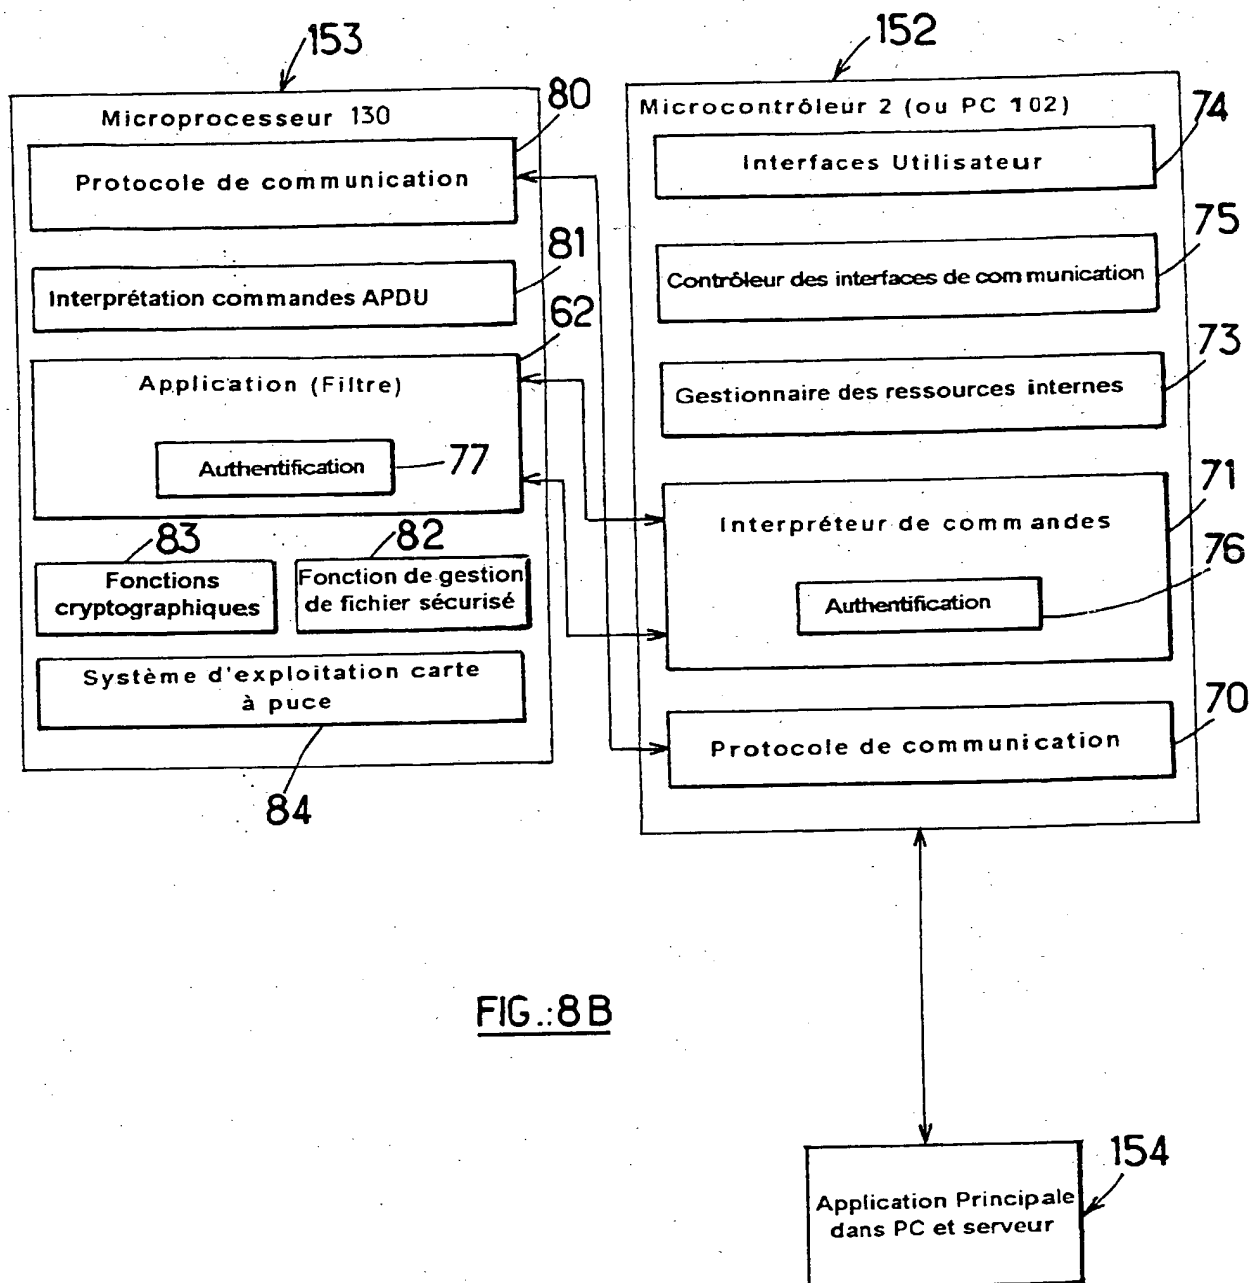 153
152
Microprocesseur 130
80
Protocole de communication
81
Interprétation commandes APDU
62
Application (Filtre)
Authentification
77
83
82
Fonctions
cryptographiques
Fonction de gestion
de fichier sécurisé
Système d'exploitation carte
à puce
84
Microcontrôleur 2 (ou PC 102)
74
Interfaces Utilisateur
75
Contrôleur des interfaces de communication
73
Gestionnaire des ressources internes
71
Interpréteur de commandes
76
Authentification
70
Protocole de communication
FIG.:8B
154
Application Principale
dans PC et serveur